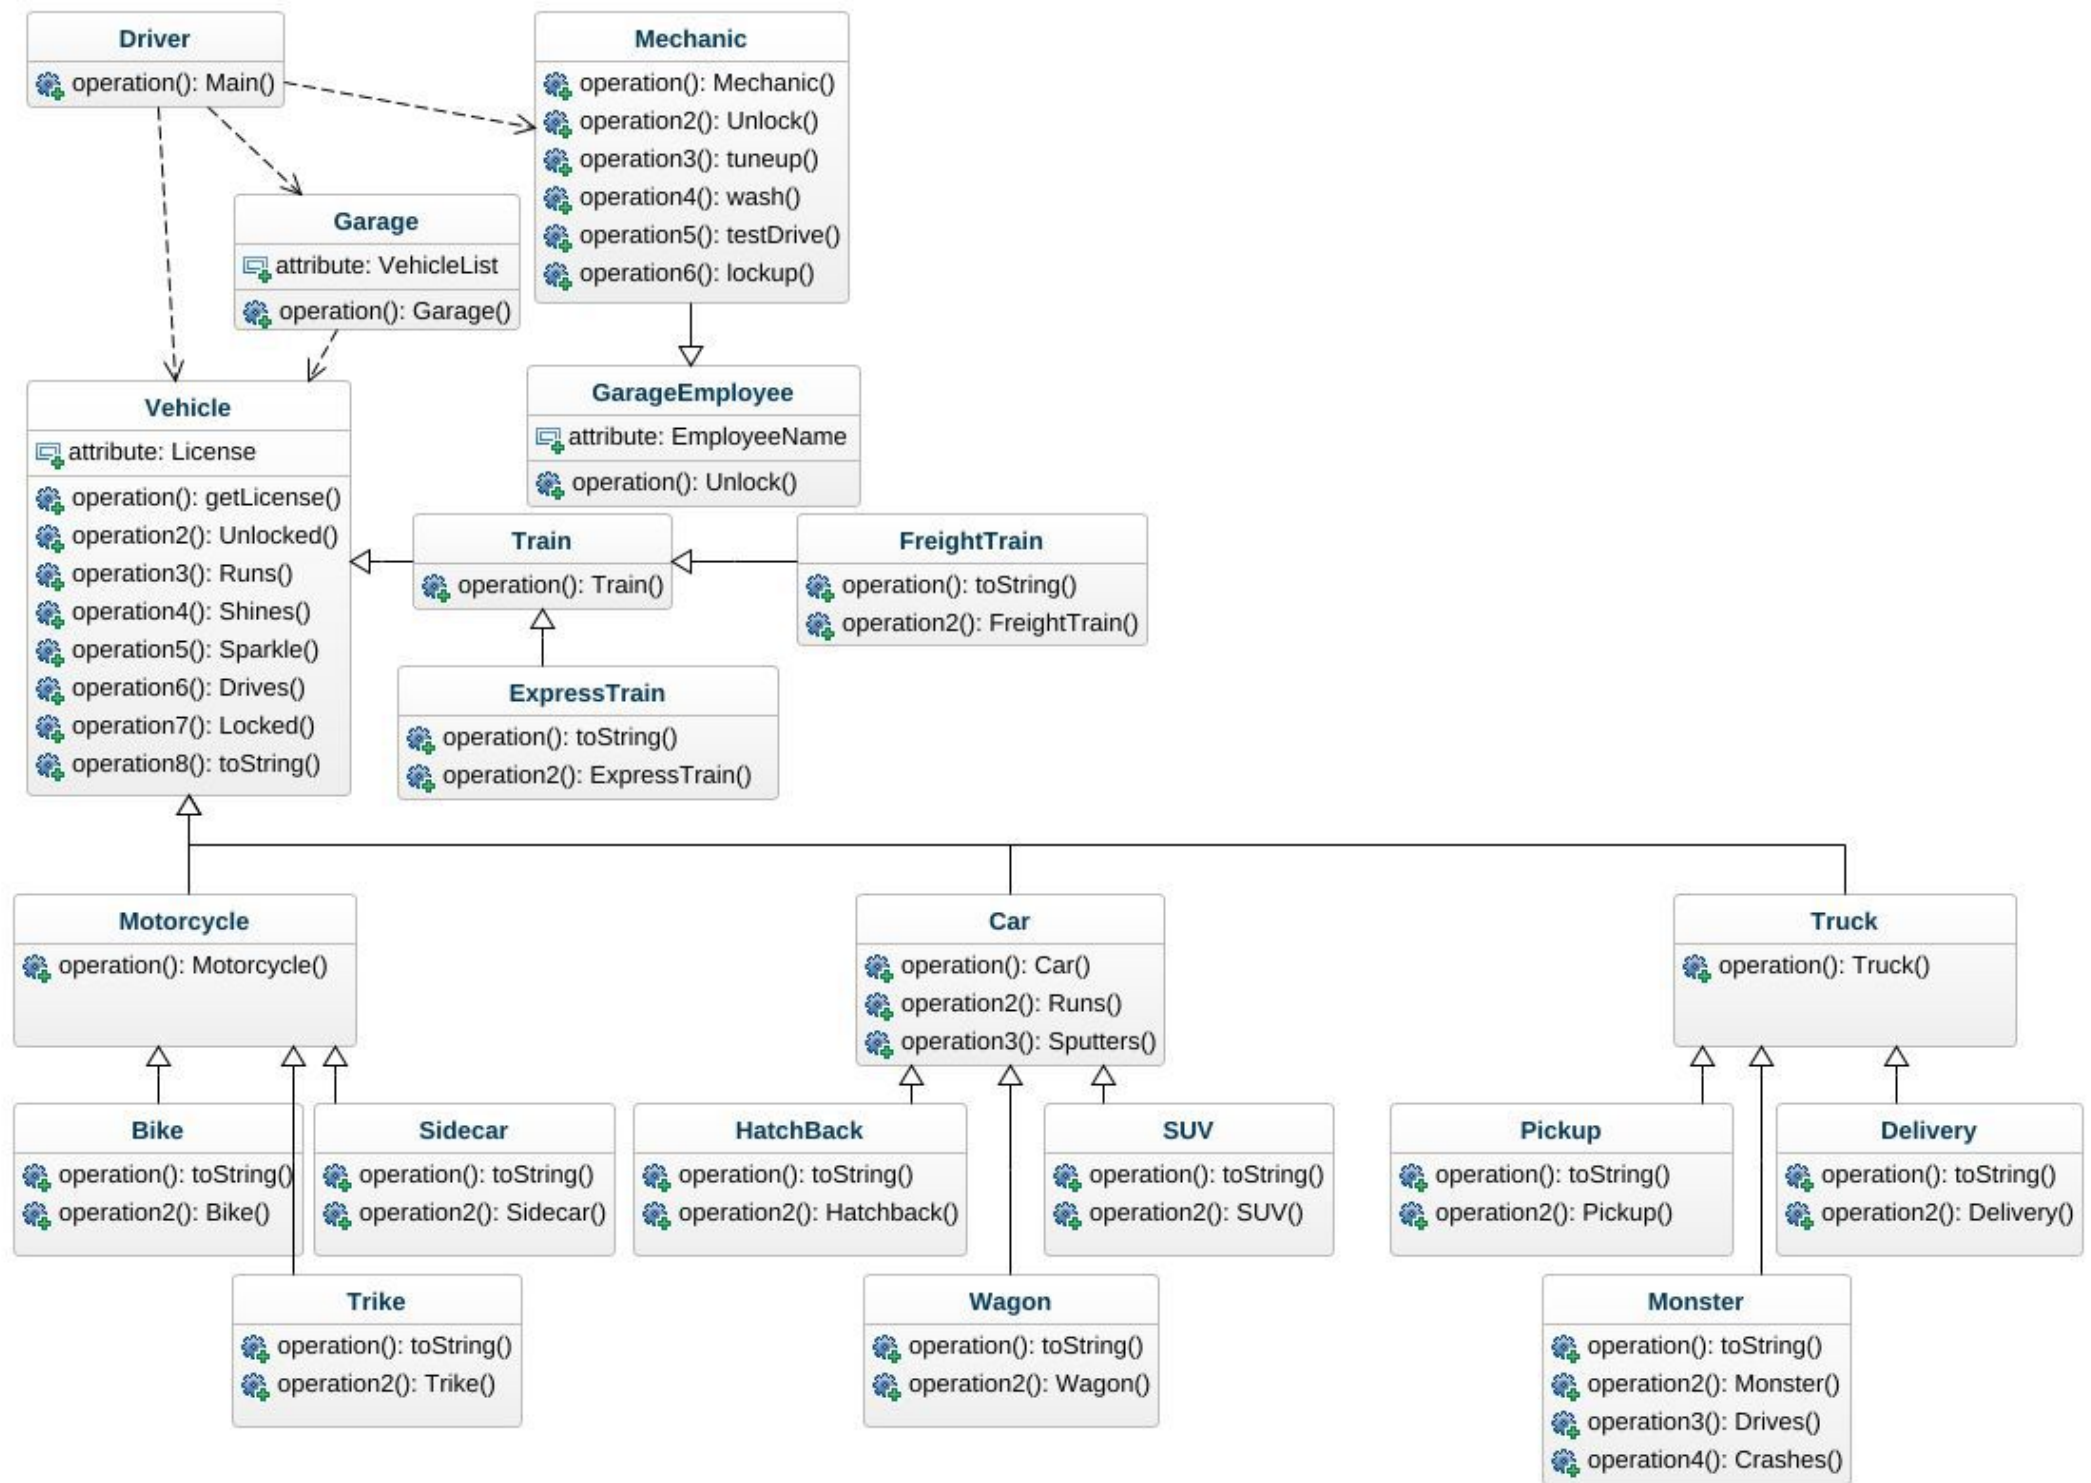 Driver
operation(): Main()
Mechanic
operation(): Mechanic()
operation2(): Unlock()
operation3(): tuneup()
operation4(): wash()
operation5(): testDrive()
operation6(): lockup()
Garage
attribute: VehicleList
operation(): Garage()
GarageEmployee
attribute: EmployeeName
operation(): Unlock()
Vehicle
attribute: License
operation(): getLicense()
operation2(): Unlocked()
operation3(): Runs()
operation4(): Shines()
operation5(): Sparkle()
operation6(): Drives()
operation7(): Locked()
operation8(): toString()
Train
operation(): Train()
FreightTrain
operation(): toString()
operation2(): FreightTrain()
ExpressTrain
operation(): toString()
operation2(): ExpressTrain()
Motorcycle
operation(): Motorcycle()
Car
operation(): Car()
operation2(): Runs()
operation3(): Sputters()
Truck
operation(): Truck()
Bike
operation(): toString()
operation2(): Bike()
Sidecar
operation(): toString()
operation2(): Sidecar()
HatchBack
operation(): toString()
operation2(): Hatchback()
SUV
operation(): toString()
operation2(): SUV()
Pickup
operation(): toString()
operation2(): Pickup()
Delivery
operation(): toString()
operation2(): Delivery()
Trike
operation(): toString()
operation2(): Trike()
Wagon
operation(): toString()
operation2(): Wagon()
Monster
operation(): toString()
operation2(): Monster()
operation3(): Drives()
operation4(): Crashes()